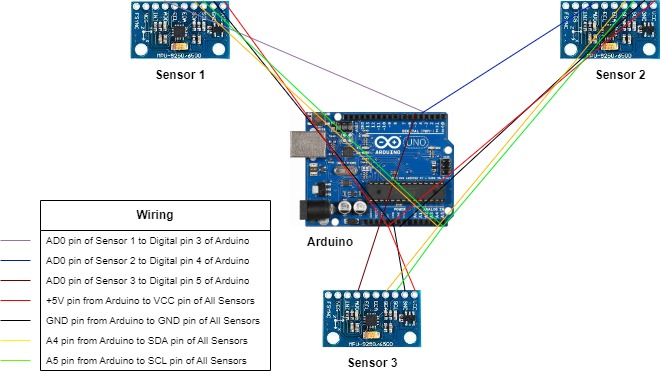 Sensor 1
Sensor 2
MPU-9250/6500
MPU-9250/6500
ARDUINO
UNO
Arduino
Wiring
AD0 pin of Sensor 1 to Digital pin 3 of Arduino
AD0 pin of Sensor 2 to Digital pin 4 of Arduino
AD0 pin of Sensor 3 to Digital pin 5 of Arduino
+5V pin from Arduino to VCC pin of All Sensors
GND pin from Arduino to GND pin of All Sensors
A4 pin from Arduino to SDA pin of All Sensors
A5 pin from Arduino to SCL pin of All Sensors
MPU-9250/6500
Sensor 3